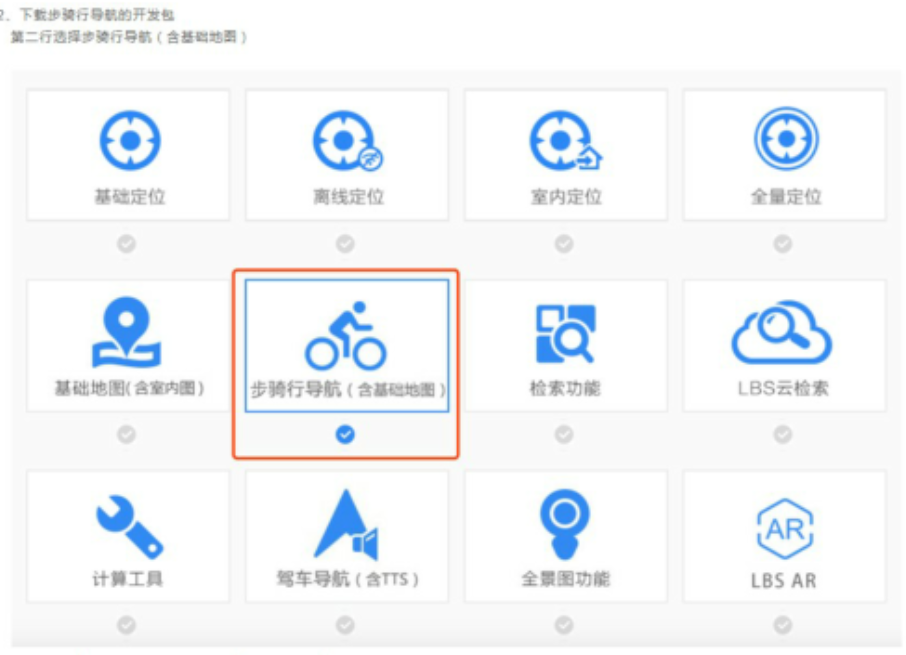 2、下载步骑行导航的开发包
第二行选择步骑行导航（含基础地图）
基础定位 离线定位 室内定位 全量定位
基础地图(含室内图) 步骑行导航（含基础地图） 检索功能 LBS云检索
计算工具 驾车导航（含TTS） 全景图功能 AR
LBS AR